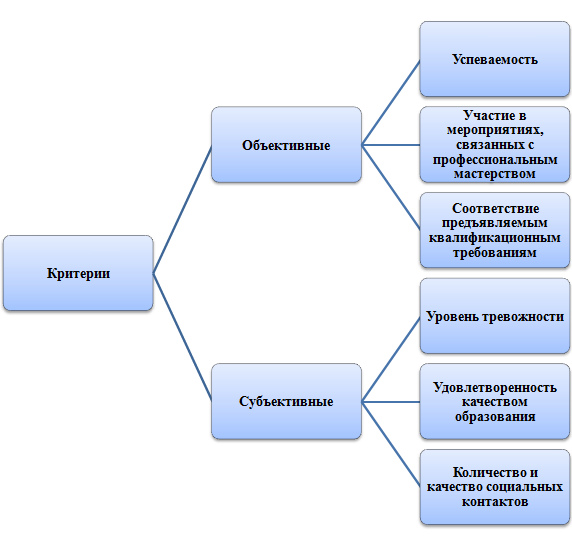 Критерии
Объективные
Успеваемость
Участие в
мероприятиях,
связанных с
профессиональным
мастерством
Соответствие
предъявляемым
квалификационным
требованиям
Субъективные
Уровень тревожности
Удовлетворенность
качеством
образования
Количество и
качество социальных
контактов